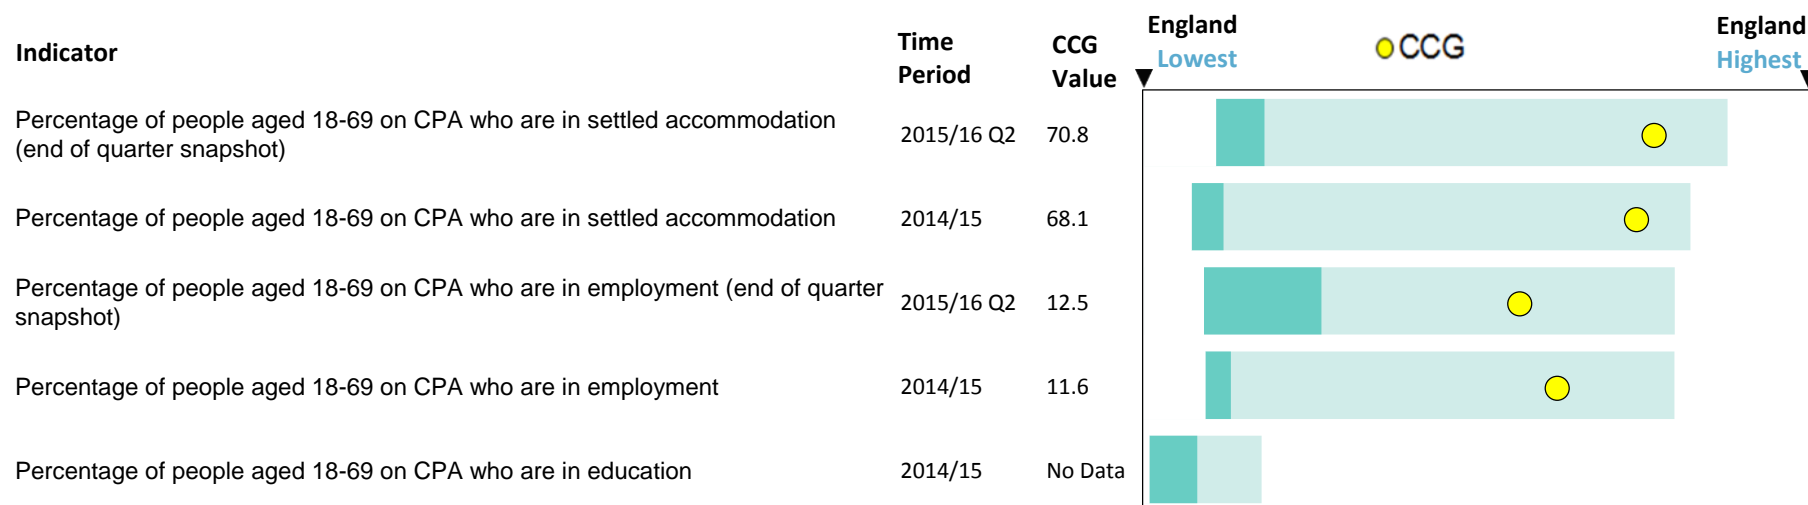 Indicator
Time Period
CCG Value
England Lowest
CCG
England Highest
Percentage of people aged 18-69 on CPA who are in settled accommodation
(end of quarter snapshot)
2015/16 Q2
70.8
Percentage of people aged 18-69 on CPA who are in settled accommodation
2014/15
68.1
Percentage of people aged 18-69 on CPA who are in employment (end of quarter
snapshot)
2015/16 Q2
12.5
Percentage of people aged 18-69 on CPA who are in employment
2014/15
11.6
Percentage of people aged 18-69 on CPA who are in education
2014/15
No Data